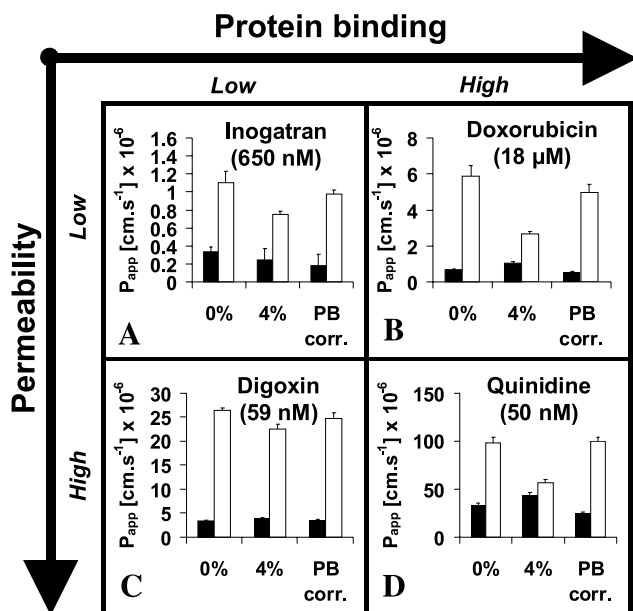 Protein binding
Low
High
Permeability
Low
High
Inogatran
(650 nM)
P_app [cm.s⁻¹] x 10⁻⁶
1.6
1.4
1.2
1
0.8
0.6
0.4
0.2
0
0%
4%
PB
corr.
A
Doxorubicin
(18 µM)
P_app [cm.s⁻¹] x 10⁻⁶
8
6
4
2
0
0%
4%
PB
corr.
B
Digoxin
(59 nM)
P_app [cm.s⁻¹] x 10⁻⁶
30
25
20
15
10
5
0
0%
4%
PB
corr.
C
Quinidine
(50 nM)
P_app [cm.s⁻¹] x 10⁻⁶
150
100
50
0
0%
4%
PB
corr.
D